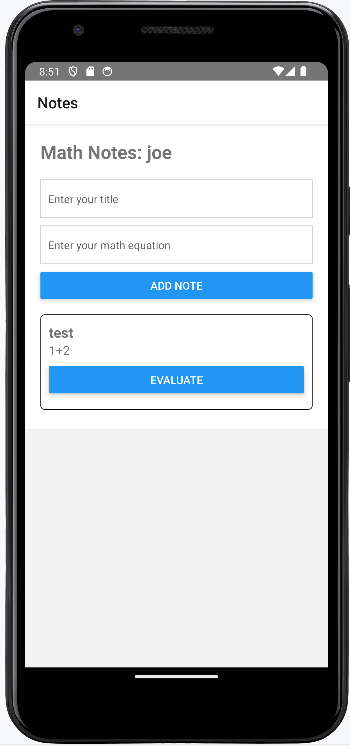 8:51
Notes
Math Notes: joe
Enter your title
Enter your math equation
ADD NOTE
test
1+2
EVALUATE